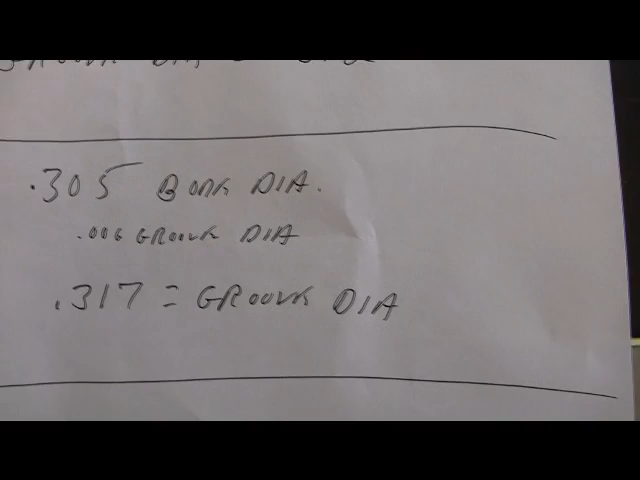 .305 BORE DIA.
.006 GROOVE DIA
.317 = GROOVE DIA